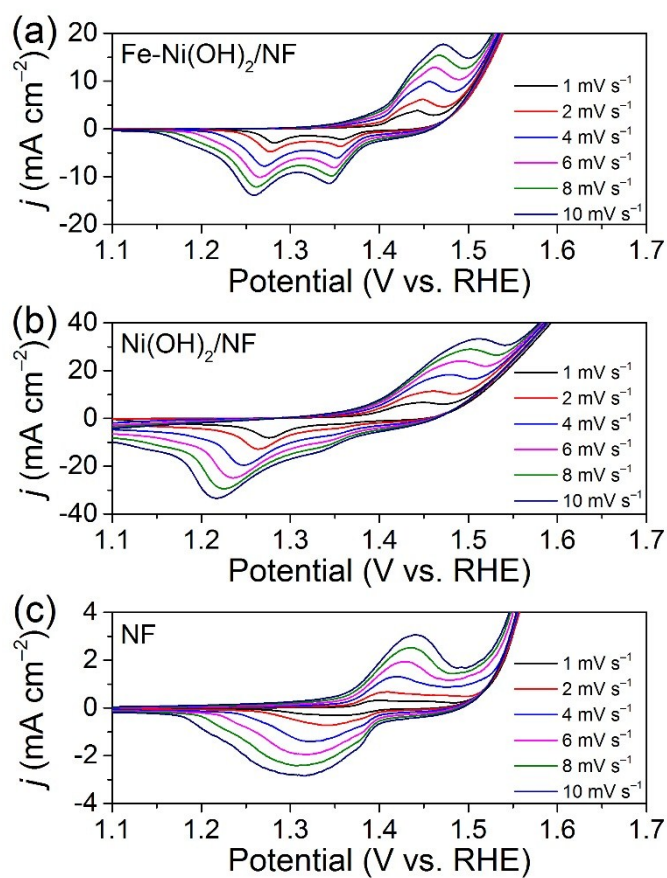 (a)
Fe-Ni(OH)₂/NF
j (mA cm⁻²)
20
10
0
-10
-20
1 mV s⁻¹
2 mV s⁻¹
4 mV s⁻¹
6 mV s⁻¹
8 mV s⁻¹
10 mV s⁻¹
1.1 1.2 1.3 1.4 1.5 1.6 1.7
Potential (V vs. RHE)
(b)
Ni(OH)₂/NF
j (mA cm⁻²)
40
20
0
-20
-40
1 mV s⁻¹
2 mV s⁻¹
4 mV s⁻¹
6 mV s⁻¹
8 mV s⁻¹
10 mV s⁻¹
1.1 1.2 1.3 1.4 1.5 1.6 1.7
Potential (V vs. RHE)
(c)
NF
j (mA cm⁻²)
4
2
0
-2
-4
1 mV s⁻¹
2 mV s⁻¹
4 mV s⁻¹
6 mV s⁻¹
8 mV s⁻¹
10 mV s⁻¹
1.1 1.2 1.3 1.4 1.5 1.6 1.7
Potential (V vs. RHE)